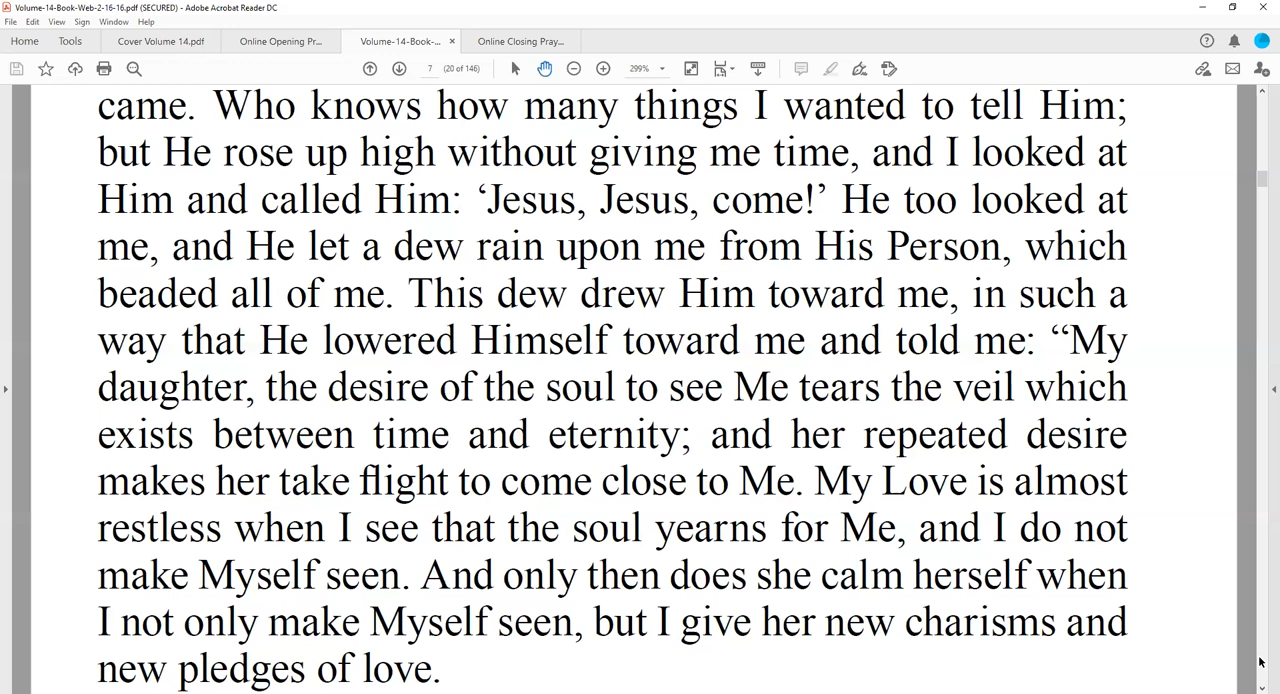 Volume-14-Book-Web-2-16-16.pdf (SECURED) - Adobe Acrobat Reader DC
File Edit View Sign Window Help
Home Tools Cover Volume 14.pdf Online Opening Pr... Volume-14-Book-... × Online Closing Pray...
7 (20 of 146) 299%
came. Who knows how many things I wanted to tell Him;
but He rose up high without giving me time, and I looked at
Him and called Him: ‘Jesus, Jesus, come!’ He too looked at
me, and He let a dew rain upon me from His Person, which
beaded all of me. This dew drew Him toward me, in such a
way that He lowered Himself toward me and told me: “My
daughter, the desire of the soul to see Me tears the veil which
exists between time and eternity; and her repeated desire
makes her take flight to come close to Me. My Love is almost
restless when I see that the soul yearns for Me, and I do not
make Myself seen. And only then does she calm herself when
I not only make Myself seen, but I give her new charisms and
new pledges of love.